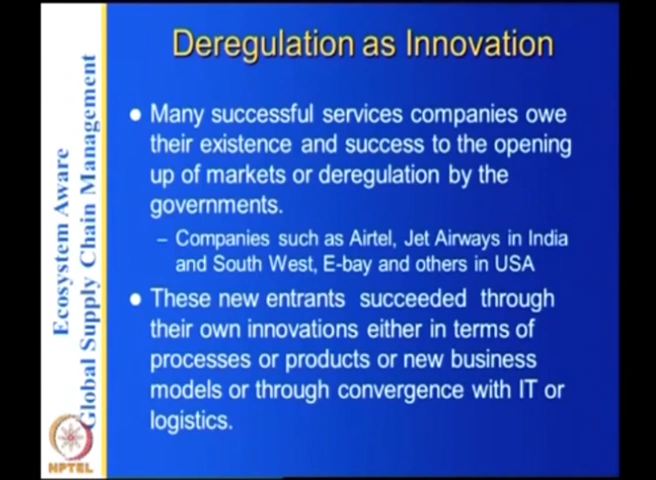 Deregulation as Innovation
Many successful services companies owe
their existence and success to the opening
up of markets or deregulation by the
governments.
– Companies such as Airtel, Jet Airways in India
and South West, E-bay and others in USA
These new entrants succeeded through
their own innovations either in terms of
processes or products or new business
models or through convergence with IT or
logistics.
Ecosystem Aware
Global Supply Chain Management
NPTEL